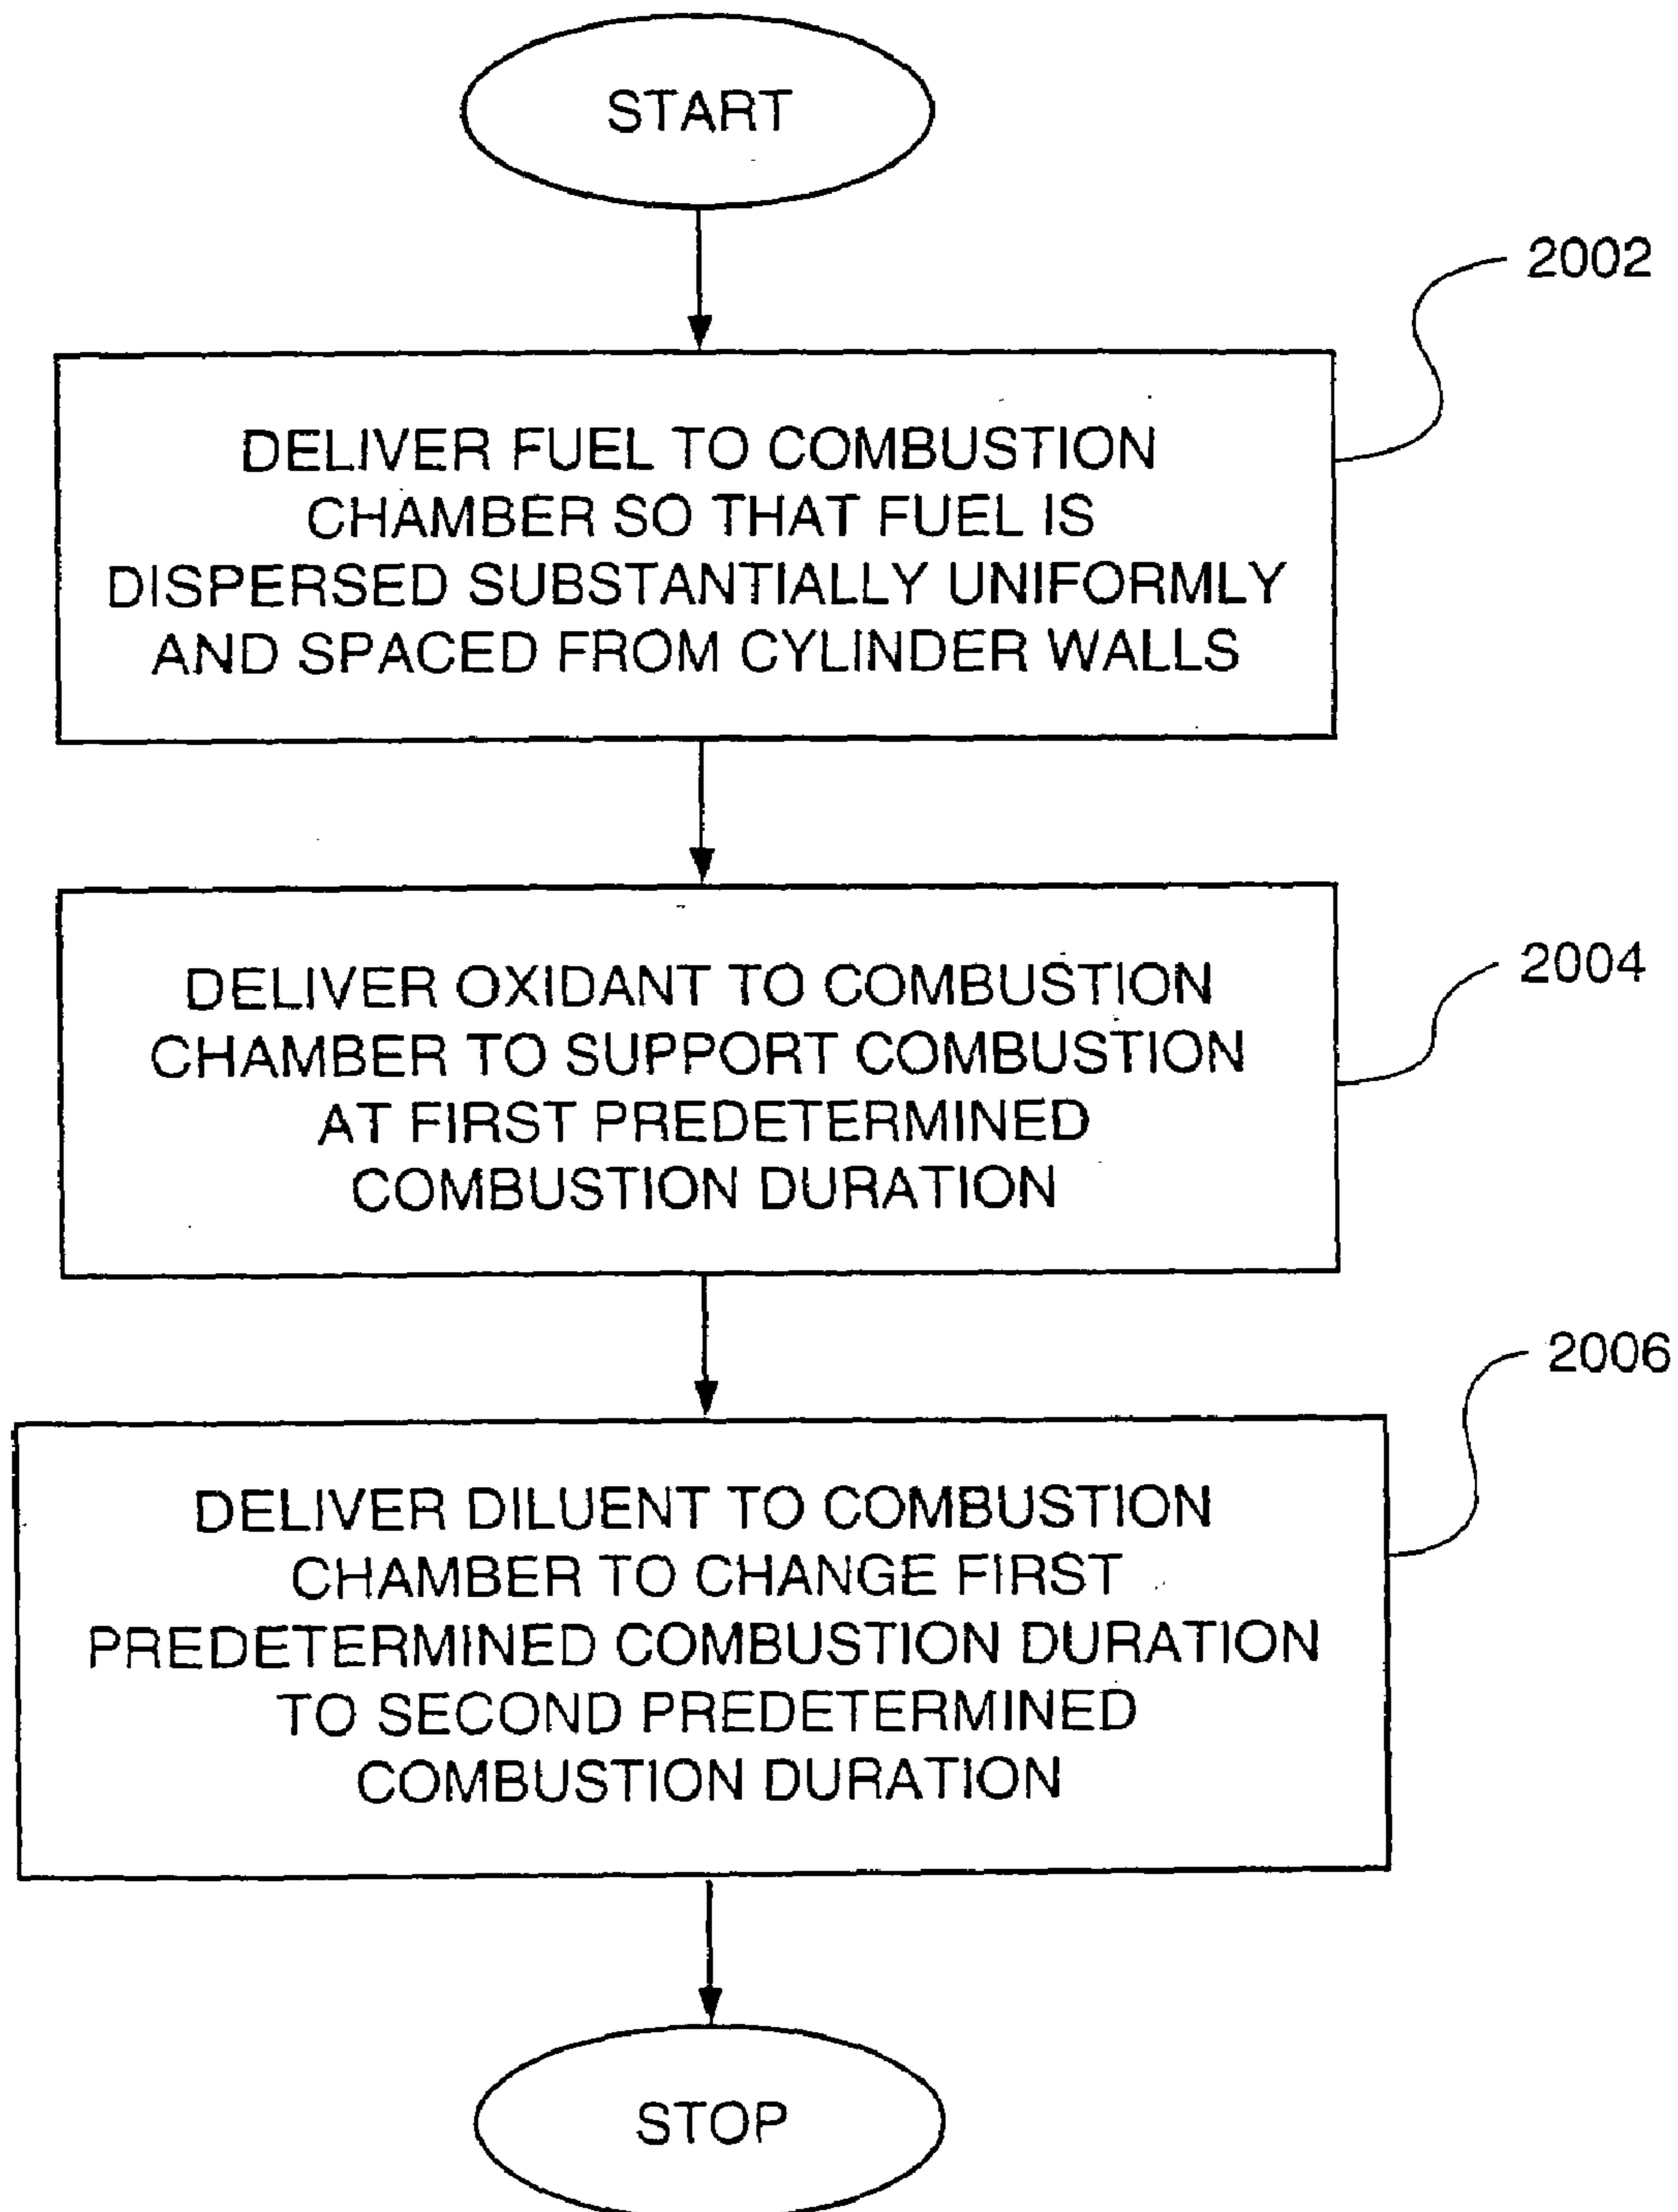 START
2002
DELIVER FUEL TO COMBUSTION
CHAMBER SO THAT FUEL IS
DISPERSED SUBSTANTIALLY UNIFORMLY
AND SPACED FROM CYLINDER WALLS
2004
DELIVER OXIDANT TO COMBUSTION
CHAMBER TO SUPPORT COMBUSTION
AT FIRST PREDETERMINED
COMBUSTION DURATION
2006
DELIVER DILUENT TO COMBUSTION
CHAMBER TO CHANGE FIRST
PREDETERMINED COMBUSTION DURATION
TO SECOND PREDETERMINED
COMBUSTION DURATION
STOP